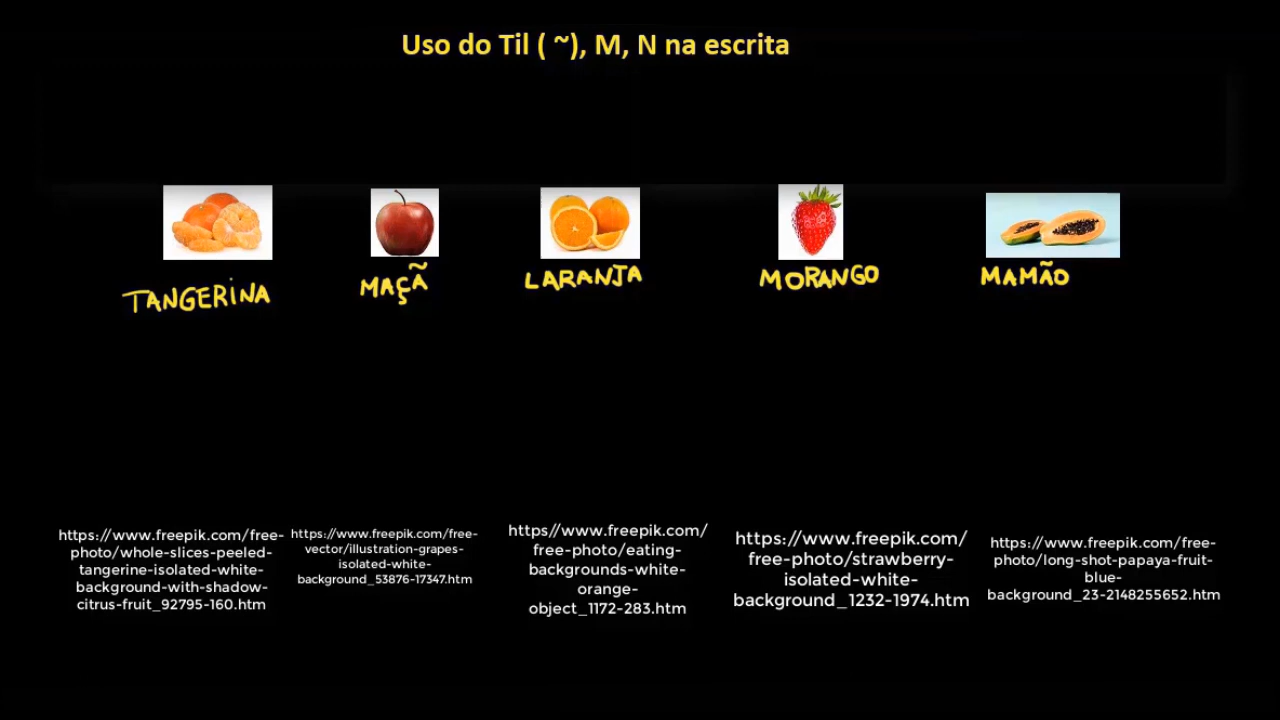 Uso do Til ( ~), M, N na escrita
TANGERINA
MAÇÃ
LARANJA
MORANGO
MAMÃO
https://www.freepik.com/free-
photo/whole-slices-peeled-
tangerine-isolated-white-
background-with-shadow-
citrus-fruit_92795-160.htm
https://www.freepik.com/free-
vector/illustration-grapes-
isolated-white-
background_53876-17347.htm
https//www.freepik.com/
free-photo/eating-
backgrounds-white-
orange-
object_1172-283.htm
https://www.freepik.com/
free-photo/strawberry-
isolated-white-
background_1232-1974.htm
https://www.freepik.com/free-
photo/long-shot-papaya-fruit-
blue-
background_23-2148255652.htm